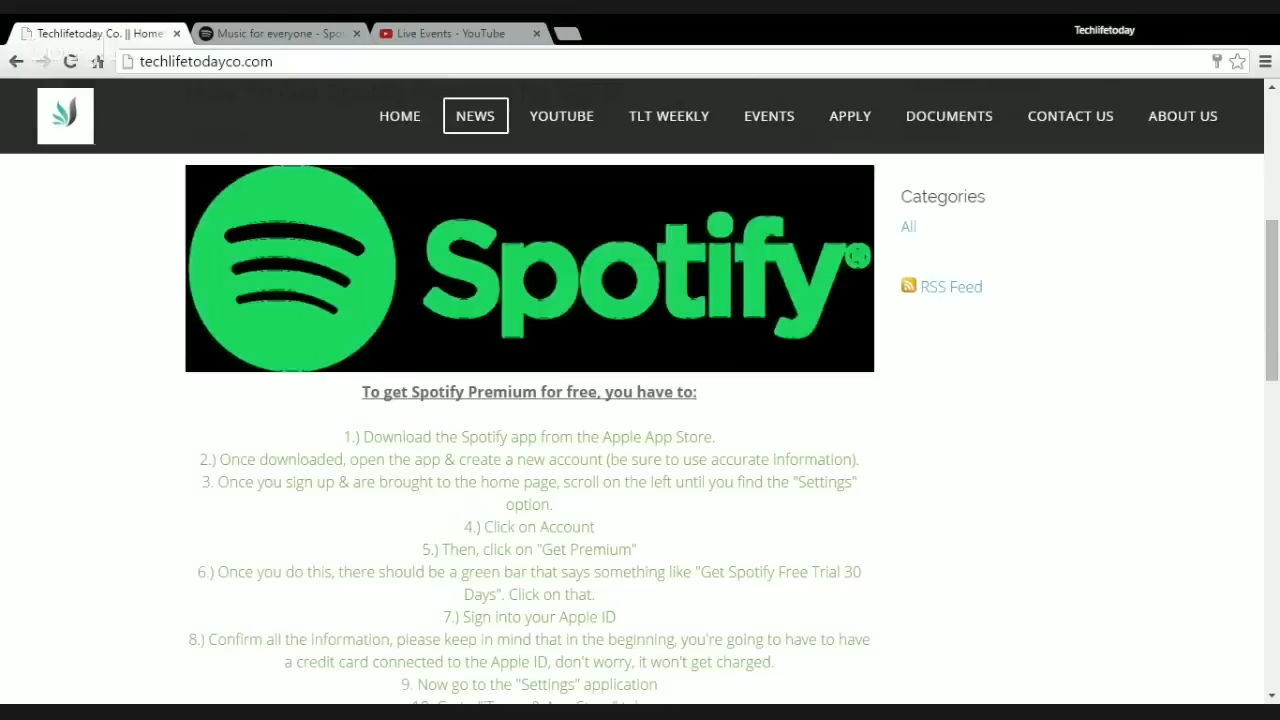 Techlifetoday Co. || Home
Music for everyone - Spo
Live Events - YouTube
Techlifetoday
techlifetodayco.com
HOME
NEWS
YOUTUBE
TLT WEEKLY
EVENTS
APPLY
DOCUMENTS
CONTACT US
ABOUT US
Spotify®
Categories
All
RSS Feed
To get Spotify Premium for free, you have to:
1.) Download the Spotify app from the Apple App Store.
2.) Once downloaded, open the app & create a new account (be sure to use accurate information).
3. Once you sign up & are brought to the home page, scroll on the left until you find the "Settings"
option.
4.) Click on Account
5.) Then, click on "Get Premium"
6.) Once you do this, there should be a green bar that says something like "Get Spotify Free Trial 30
Days". Click on that.
7.) Sign into your Apple ID
8.) Confirm all the information, please keep in mind that in the beginning, you're going to have to have
a credit card connected to the Apple ID, don't worry, it won't get charged.
9. Now go to the "Settings" application